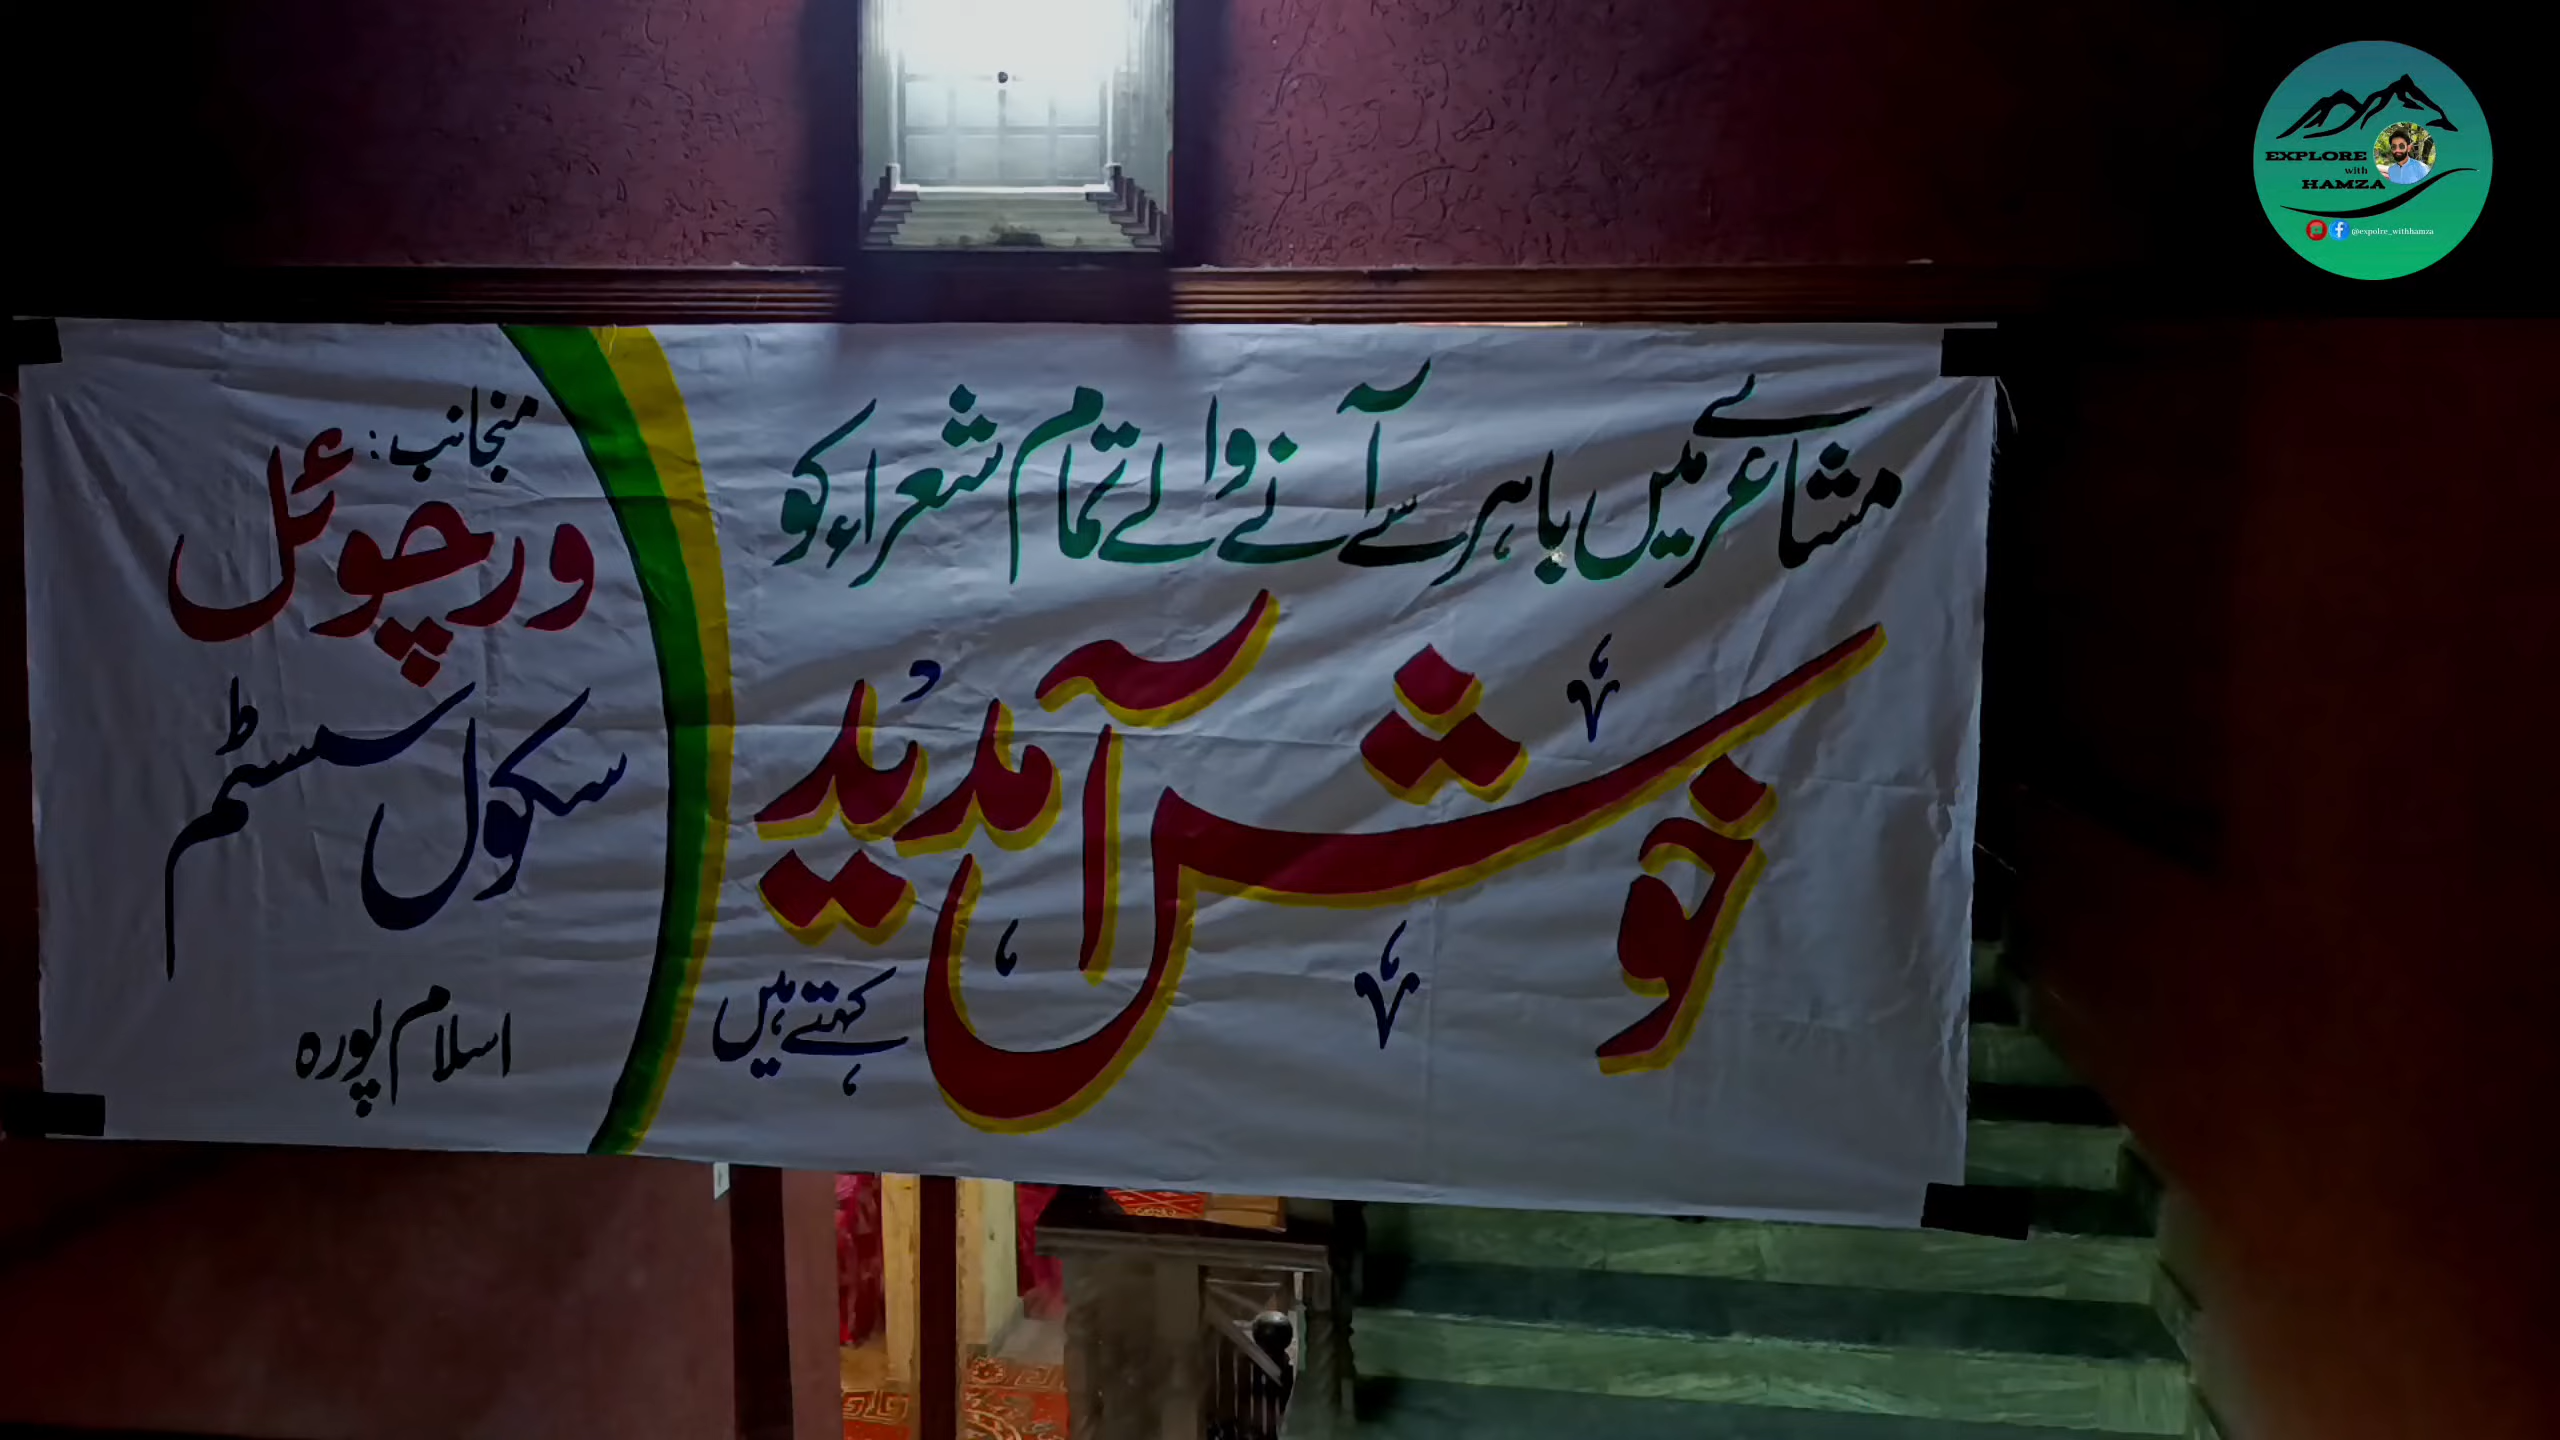 مشاعرے میں باہر سے آنے والے تمام شعراء کو
خوش آمدید
کہتے ہیں
منجانب:
ورچوئل
سکول سسٹم
اسلام پورہ
EXPLORE
with
HAMZA
@expolre_withhamza